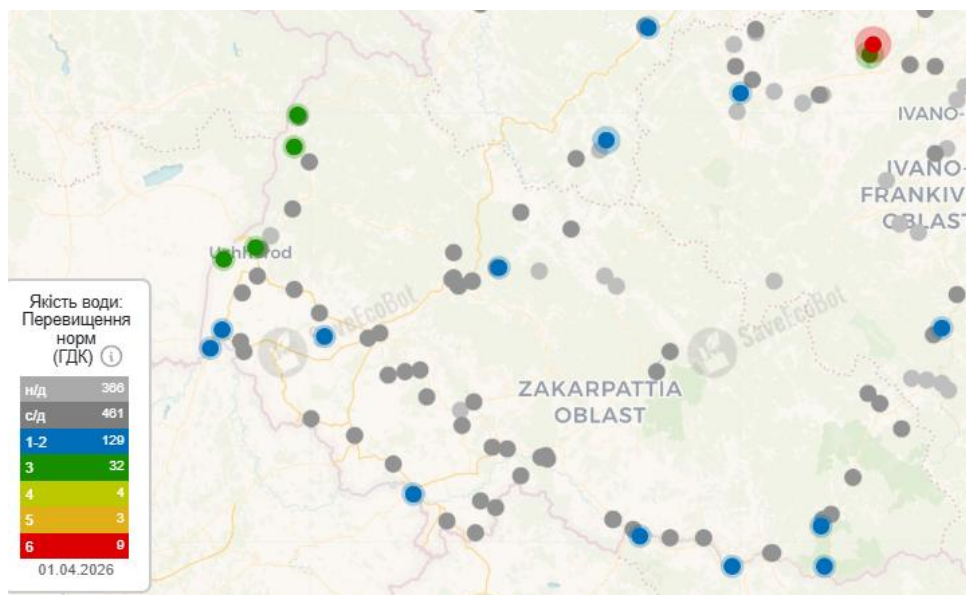 IVANO-
IVANO-
FRANKIV
OBLAST
Uzhhorod
SaveEcoBot
SaveEcoBot
ZAKARPATTIA
OBLAST
Якість води:
Перевищення
норм
(ГДК) i
н/д 366
с/д 461
1-2 129
3 32
4 4
5 3
6 9
01.04.2026